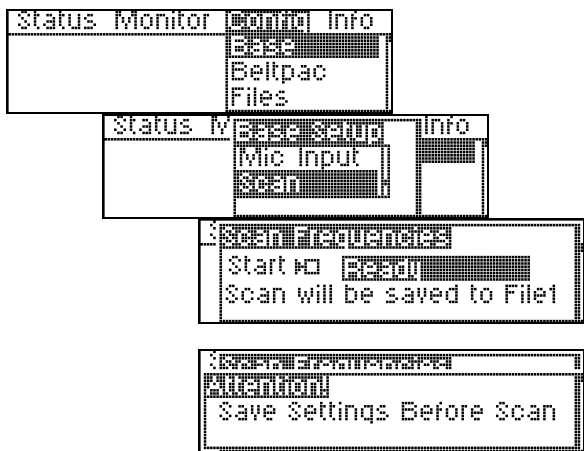 Status Monitor Config Info
Base
Beltpac
Files
Status M Base Setup Info
Mic Input
Scan
S Scan Frequencies
Start Ready
Scan will be saved to File1
S Scan Frequencies
Attention!
Save Settings Before Scan